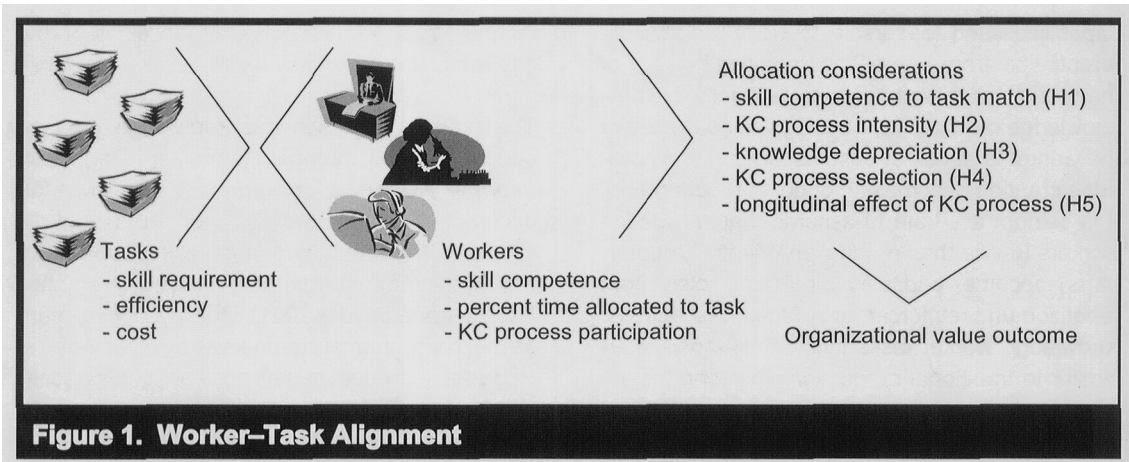 Tasks
- skill requirement
- efficiency
- cost
Workers
- skill competence
- percent time allocated to task
- KC process participation
Allocation considerations
- skill competence to task match (H1)
- KC process intensity (H2)
- knowledge depreciation (H3)
- KC process selection (H4)
- longitudinal effect of KC process (H5)
Organizational value outcome
Figure 1. Worker–Task Alignment